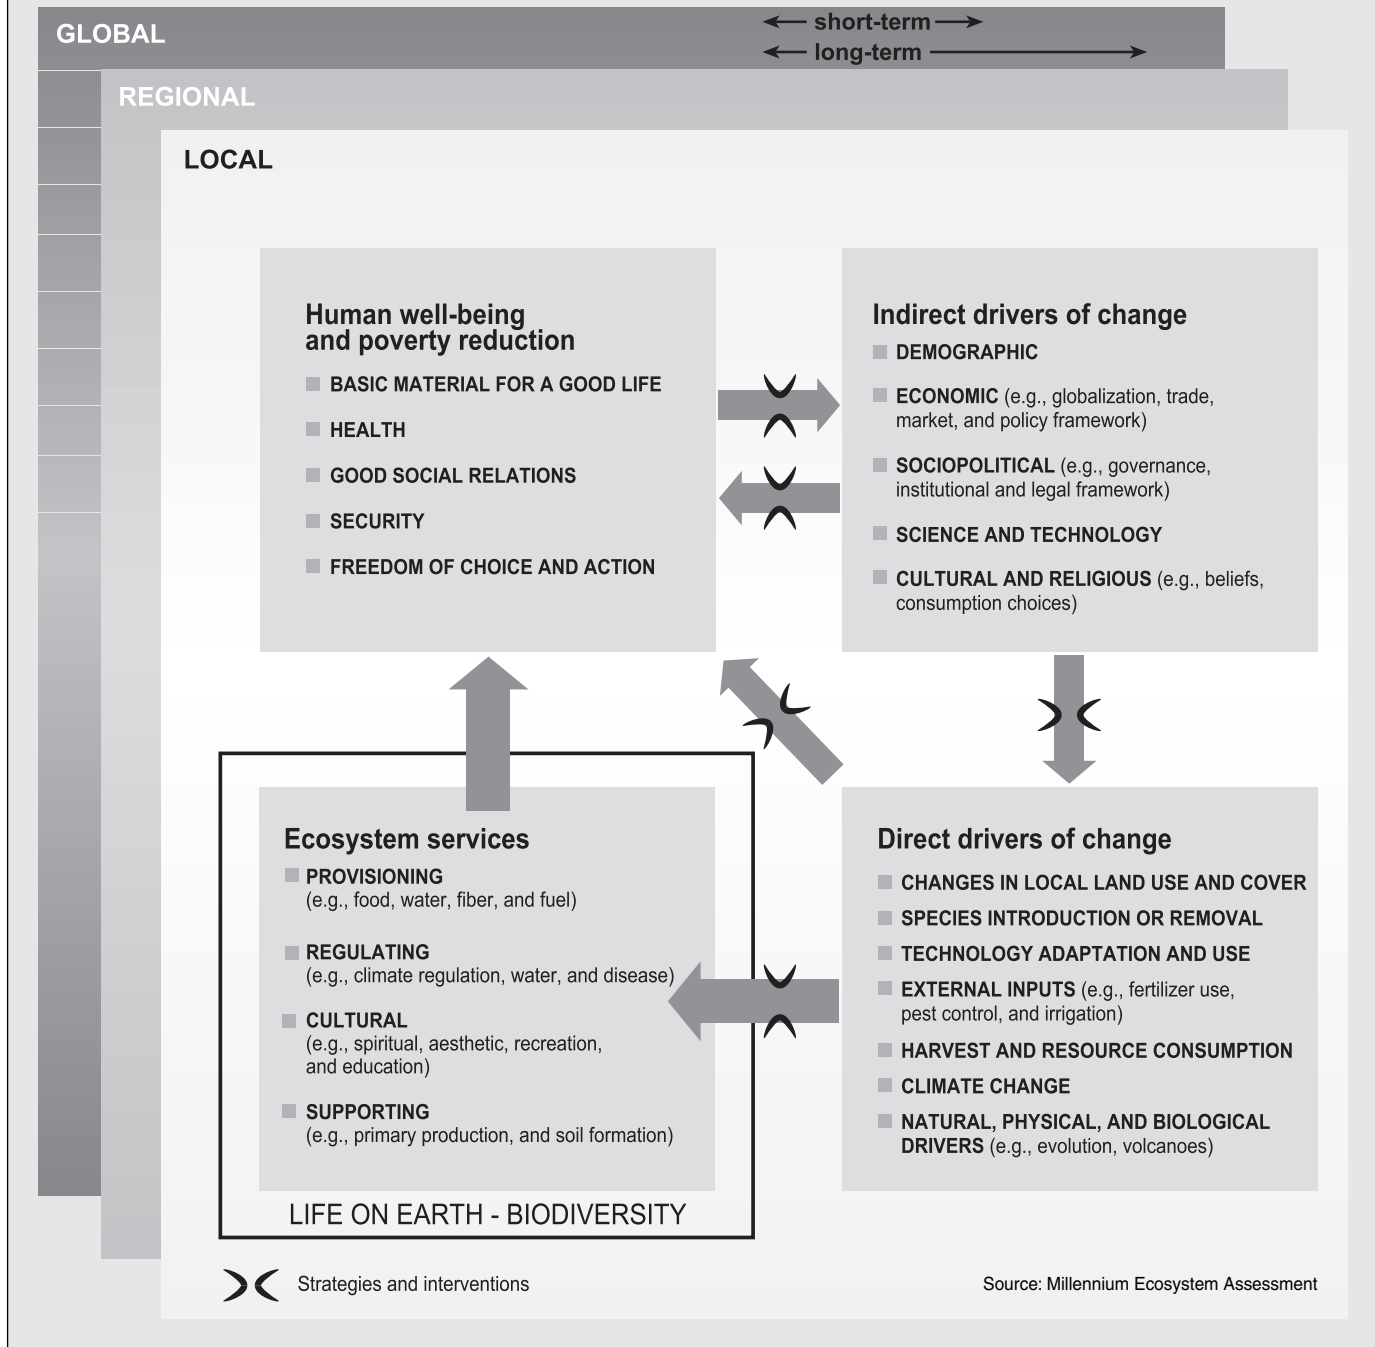 GLOBAL
short-term
long-term
REGIONAL
LOCAL
Human well-being
and poverty reduction
BASIC MATERIAL FOR A GOOD LIFE
HEALTH
GOOD SOCIAL RELATIONS
SECURITY
FREEDOM OF CHOICE AND ACTION
Indirect drivers of change
DEMOGRAPHIC
ECONOMIC (e.g., globalization, trade,
market, and policy framework)
SOCIOPOLITICAL (e.g., governance,
institutional and legal framework)
SCIENCE AND TECHNOLOGY
CULTURAL AND RELIGIOUS (e.g., beliefs,
consumption choices)
Ecosystem services
PROVISIONING
(e.g., food, water, fiber, and fuel)
REGULATING
(e.g., climate regulation, water, and disease)
CULTURAL
(e.g., spiritual, aesthetic, recreation,
and education)
SUPPORTING
(e.g., primary production, and soil formation)
LIFE ON EARTH - BIODIVERSITY
Direct drivers of change
CHANGES IN LOCAL LAND USE AND COVER
SPECIES INTRODUCTION OR REMOVAL
TECHNOLOGY ADAPTATION AND USE
EXTERNAL INPUTS (e.g., fertilizer use,
pest control, and irrigation)
HARVEST AND RESOURCE CONSUMPTION
CLIMATE CHANGE
NATURAL, PHYSICAL, AND BIOLOGICAL
DRIVERS (e.g., evolution, volcanoes)
Strategies and interventions
Source: Millennium Ecosystem Assessment